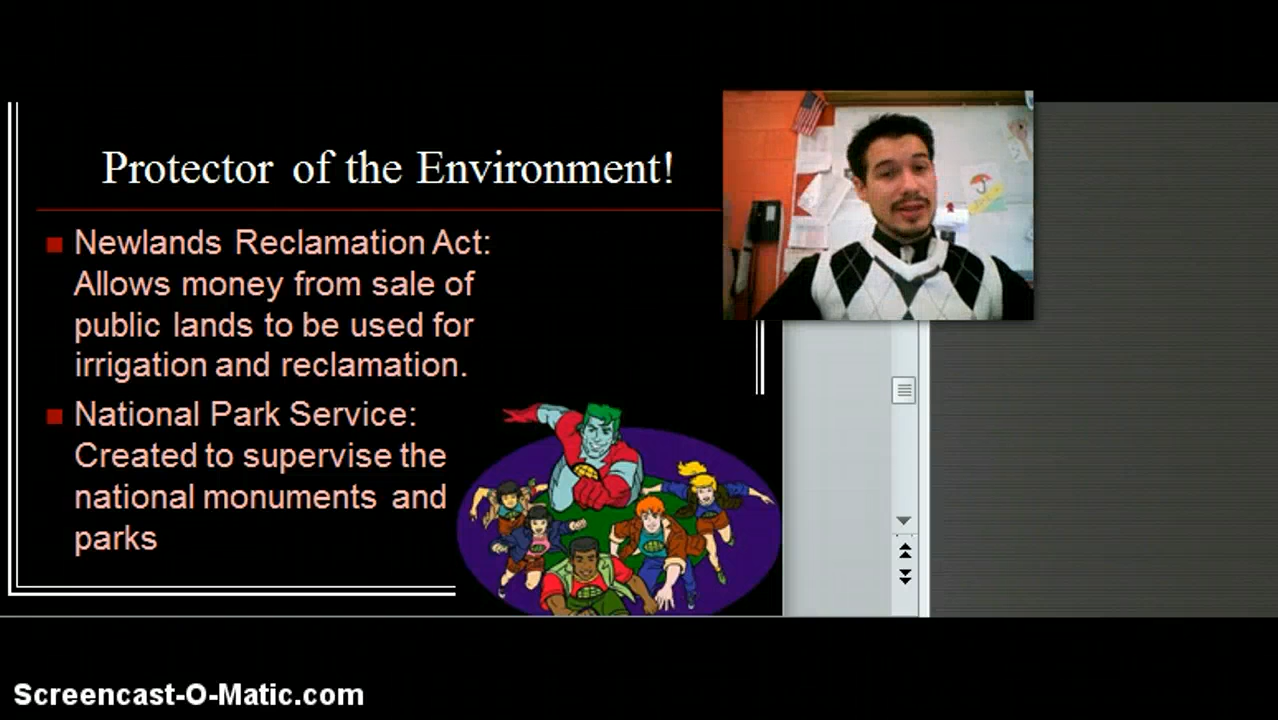 Protector of the Environment!
Newlands Reclamation Act:
Allows money from sale of
public lands to be used for
irrigation and reclamation.
National Park Service:
Created to supervise the
national monuments and
parks
Screencast-O-Matic.com